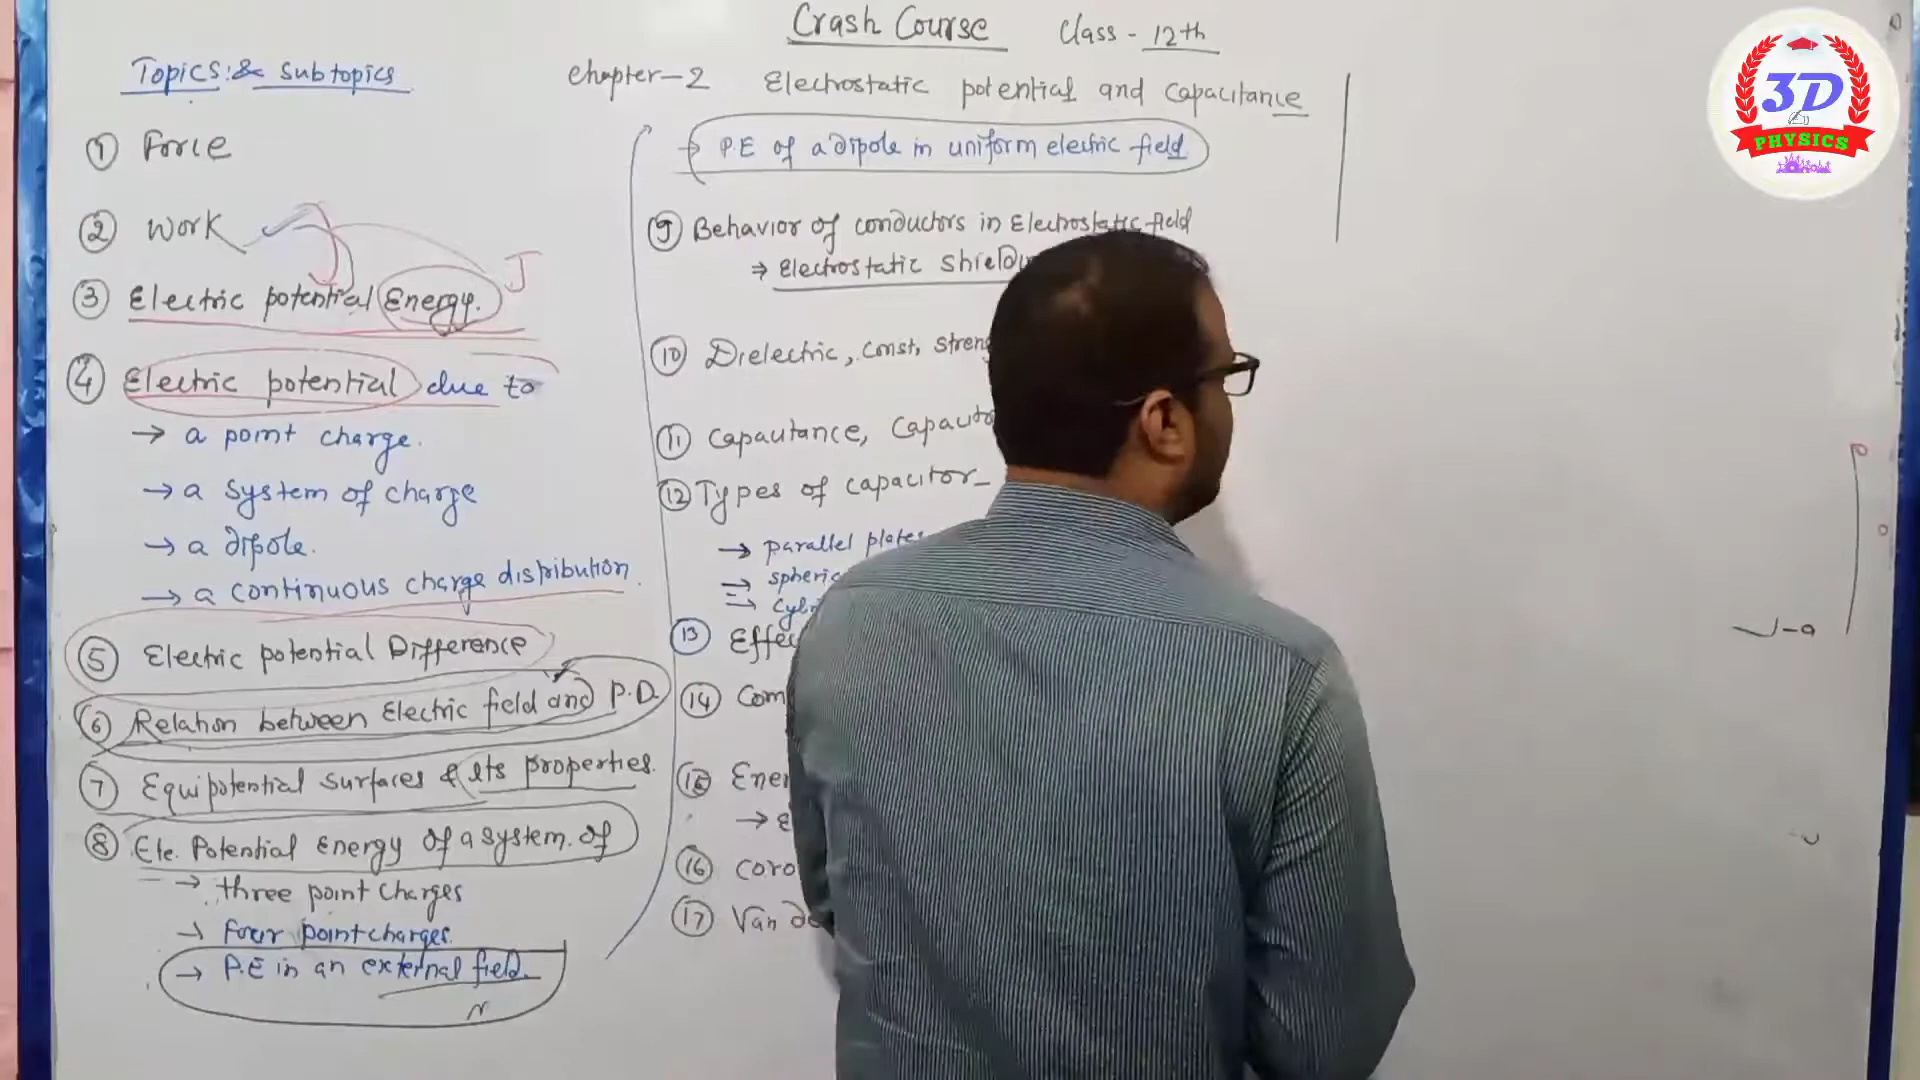 Crash Course Class - 12th
Topics:& subtopics
chapter-2 Electrostatic potential and capacitance
① Force
② Work
J
③ Electric potential Energy.
④ Electric potential due to
→ a point charge.
→ a system of charge
→ a dipole.
→ a continuous charge distribution
⑤ Electric potential Difference
⑥ Relation between Electric field and P.D.
⑦ Equipotential surfaces & its properties.
⑧ Ele. Potential Energy of a system of
→ three point charges
→ four point charges.
→ P.E in an external field.
→ P.E of a dipole in uniform electric field
⑨ Behavior of conductors in Electrostatic field
⇒ Electrostatic
⑩ Dielectric, const,
⑪ Capacitance,
⑫ Types of capacitor
→ parallel plates
⑬
⑭
⑮
⑯
⑰ Van
3D
PHYSICS